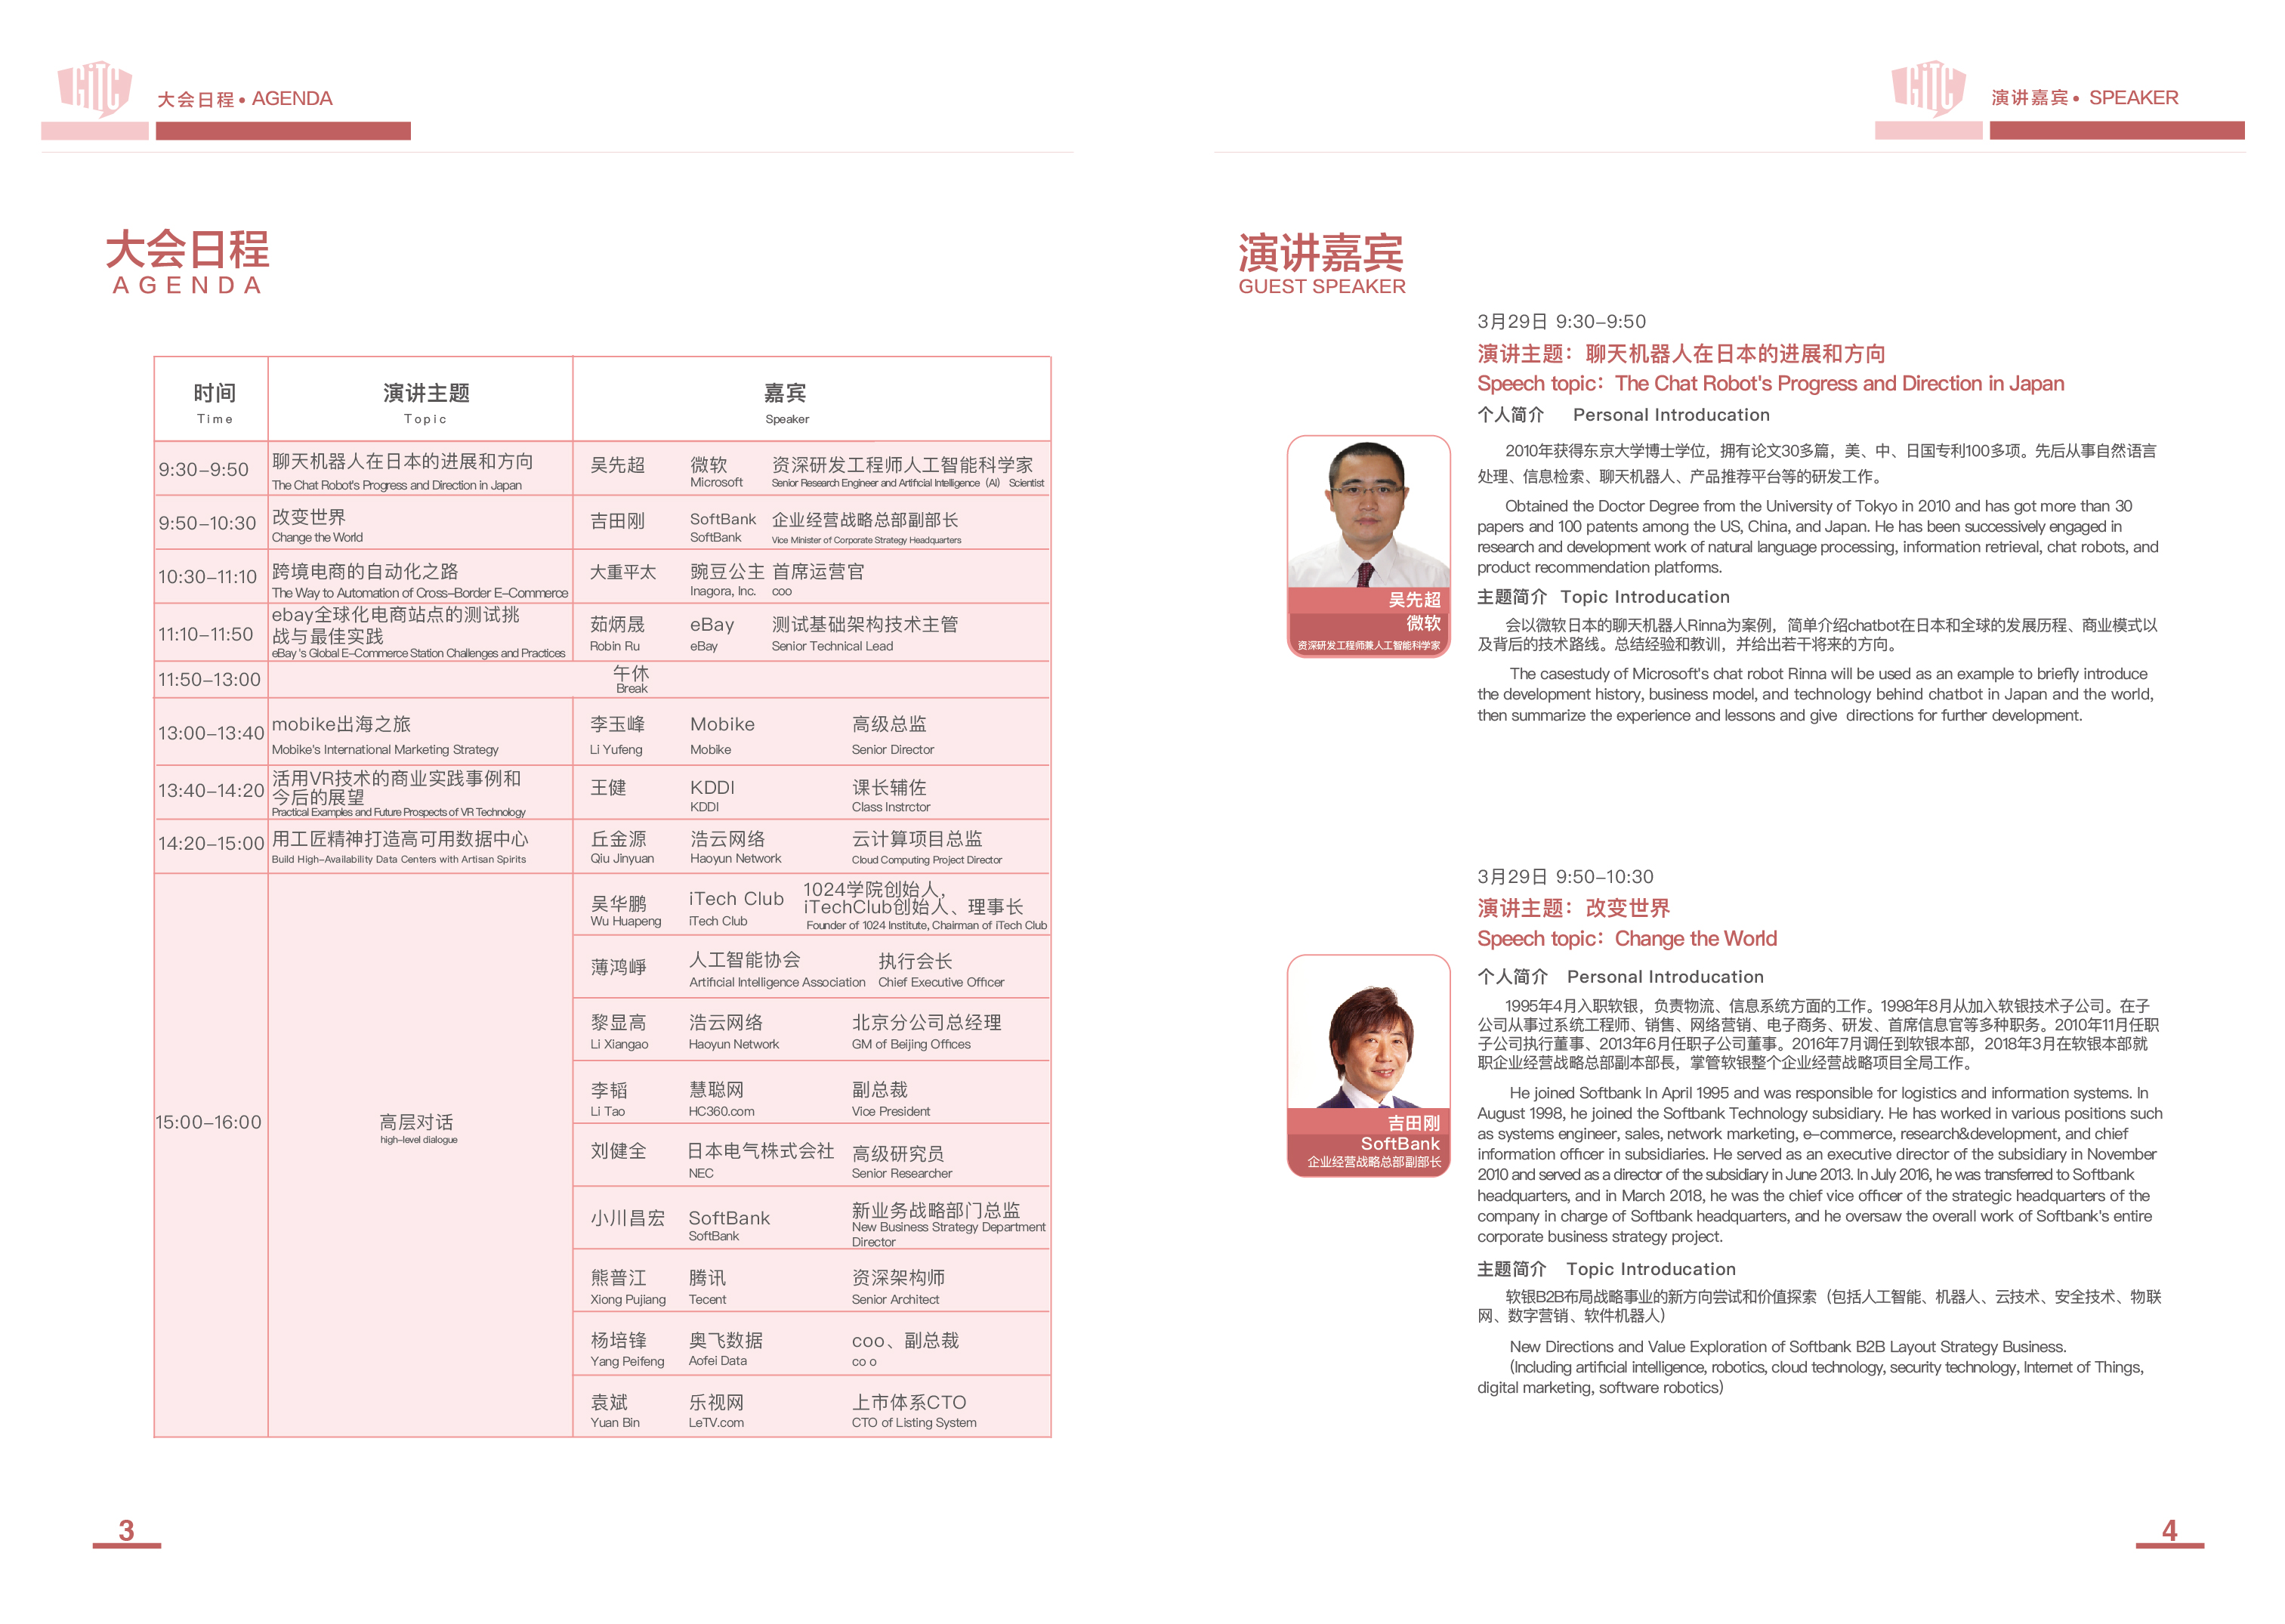 GITC
大会日程• AGENDA
大会日程
AGENDA
时间
Time
演讲主题
Topic
嘉宾
Speaker
9:30-9:50
聊天机器人在日本的进展和方向
The Chat Robot's Progress and Direction in Japan
吴先超
微软
Microsoft
资深研发工程师人工智能科学家
Senior Research Engineer and Artificial Intelligence（AI） Scientist
9:50-10:30
改变世界
Change the World
吉田刚
SoftBank
SoftBank
企业经营战略总部副部长
Vice Minister of Corporate Strategy Headquarters
10:30-11:10
跨境电商的自动化之路
The Way to Automation of Cross-Border E-Commerce
大重平太
豌豆公主
Inagora, Inc.
首席运营官
coo
11:10-11:50
ebay全球化电商站点的测试挑
战与最佳实践
eBay 's Global E-Commerce Station Challenges and Practices
茹炳晟
Robin Ru
eBay
eBay
测试基础架构技术主管
Senior Technical Lead
11:50-13:00
午休
Break
13:00-13:40
mobike出海之旅
Mobike's International Marketing Strategy
李玉峰
Li Yufeng
Mobike
Mobike
高级总监
Senior Director
13:40-14:20
活用VR技术的商业实践事例和
今后的展望
Practical Examples and Future Prospects of VR Technology
王健
KDDI
KDDI
课长辅佐
Class Instrctor
14:20-15:00
用工匠精神打造高可用数据中心
Build High-Availability Data Centers with Artisan Spirits
丘金源
Qiu Jinyuan
浩云网络
Haoyun Network
云计算项目总监
Cloud Computing Project Director
15:00-16:00
高层对话
high-level dialogue
吴华鹏
Wu Huapeng
iTech Club
iTech Club
1024学院创始人，
iTechClub创始人、理事长
Founder of 1024 Institute, Chairman of iTech Club
薄鸿崢
人工智能协会
Artificial Intelligence Association
执行会长
Chief Executive Officer
黎显高
Li Xiangao
浩云网络
Haoyun Network
北京分公司总经理
GM of Beijing Offices
李韬
Li Tao
慧聪网
HC360.com
副总裁
Vice President
刘健全
日本电气株式会社
NEC
高级研究员
Senior Researcher
小川昌宏
SoftBank
SoftBank
新业务战略部门总监
New Business Strategy Department
Director
熊普江
Xiong Pujiang
腾讯
Tecent
资深架构师
Senior Architect
杨培锋
Yang Peifeng
奥飞数据
Aofei Data
coo、副总裁
co o
袁斌
Yuan Bin
乐视网
LeTV.com
上市体系CTO
CTO of Listing System
3
GITC
演讲嘉宾• SPEAKER
演讲嘉宾
GUEST SPEAKER
3月29日 9:30-9:50
演讲主题：聊天机器人在日本的进展和方向
Speech topic：The Chat Robot's Progress and Direction in Japan
个人简介 Personal Introducation
2010年获得东京大学博士学位，拥有论文30多篇，美、中、日国专利100多项。先后从事自然语言
处理、信息检索、聊天机器人、产品推荐平台等的研发工作。
Obtained the Doctor Degree from the University of Tokyo in 2010 and has got more than 30
papers and 100 patents among the US, China, and Japan. He has been successively engaged in
research and development work of natural language processing, information retrieval, chat robots, and
product recommendation platforms.
吴先超
微软
资深研发工程师兼人工智能科学家
主题简介 Topic Introducation
会以微软日本的聊天机器人Rinna为案例，简单介绍chatbot在日本和全球的发展历程、商业模式以
及背后的技术路线。总结经验和教训，并给出若干将来的方向。
The casestudy of Microsoft's chat robot Rinna will be used as an example to briefly introduce
the development history, business model, and technology behind chatbot in Japan and the world,
then summarize the experience and lessons and give directions for further development.
3月29日 9:50-10:30
演讲主题：改变世界
Speech topic：Change the World
个人简介 Personal Introducation
1995年4月入职软银，负责物流、信息系统方面的工作。1998年8月从加入软银技术子公司。在子
公司从事过系统工程师、销售、网络营销、电子商务、研发、首席信息官等多种职务。2010年11月任职
子公司执行董事、2013年6月任职子公司董事。2016年7月调任到软银本部，2018年3月在软银本部就
职企业经营战略总部副本部長，掌管软银整个企业经营战略项目全局工作。
He joined Softbank In April 1995 and was responsible for logistics and information systems. In
August 1998, he joined the Softbank Technology subsidiary. He has worked in various positions such
as systems engineer, sales, network marketing, e-commerce, research&development, and chief
information officer in subsidiaries. He served as an executive director of the subsidiary in November
2010 and served as a director of the subsidiary in June 2013. In July 2016, he was transferred to Softbank
headquarters, and in March 2018, he was the chief vice officer of the strategic headquarters of the
company in charge of Softbank headquarters, and he oversaw the overall work of Softbank's entire
corporate business strategy project.
吉田刚
SoftBank
企业经营战略总部副部长
主题简介 Topic Introducation
软银B2B布局战略事业的新方向尝试和价值探索（包括人工智能、机器人、云技术、安全技术、物联
网、数字营销、软件机器人）
New Directions and Value Exploration of Softbank B2B Layout Strategy Business.
(Including artificial intelligence, robotics, cloud technology, security technology, Internet of Things,
digital marketing, software robotics)
4